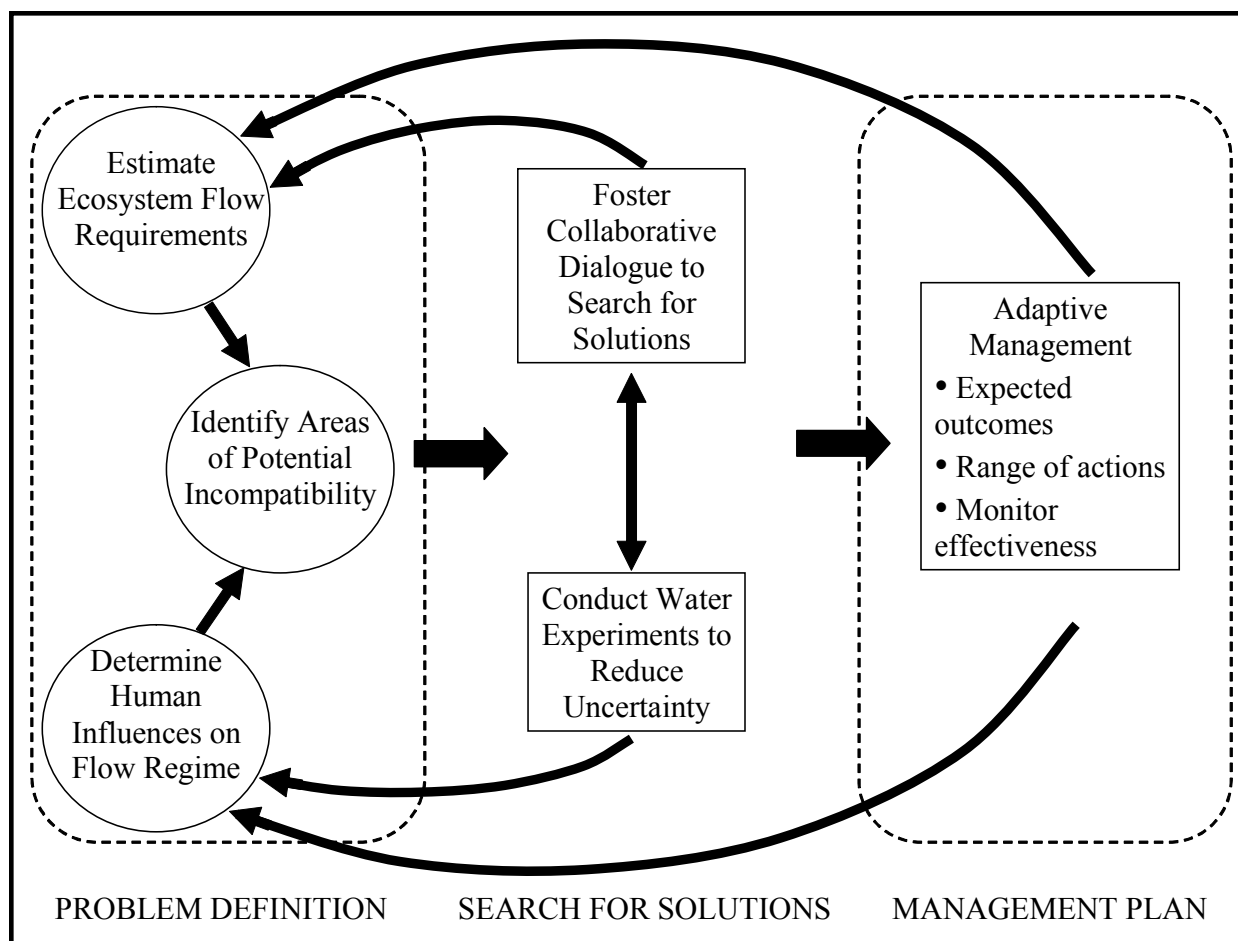 Estimate
Ecosystem Flow
Requirements
Identify Areas
of Potential
Incompatibility
Determine
Human
Influences on
Flow Regime
PROBLEM DEFINITION
Foster
Collaborative
Dialogue to
Search for
Solutions
Conduct Water
Experiments to
Reduce
Uncertainty
SEARCH FOR SOLUTIONS
Adaptive
Management
• Expected
outcomes
• Range of actions
• Monitor
effectiveness
MANAGEMENT PLAN